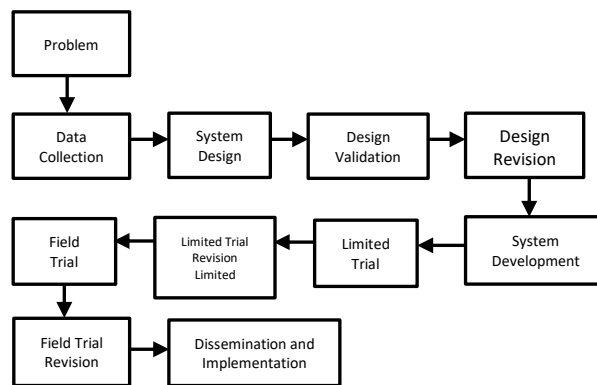 Problem
Data
Collection
System
Design
Design
Validation
Design
Revision
System
Development
Limited
Trial
Limited Trial
Revision
Limited
Field
Trial
Field Trial
Revision
Dissemination and
Implementation